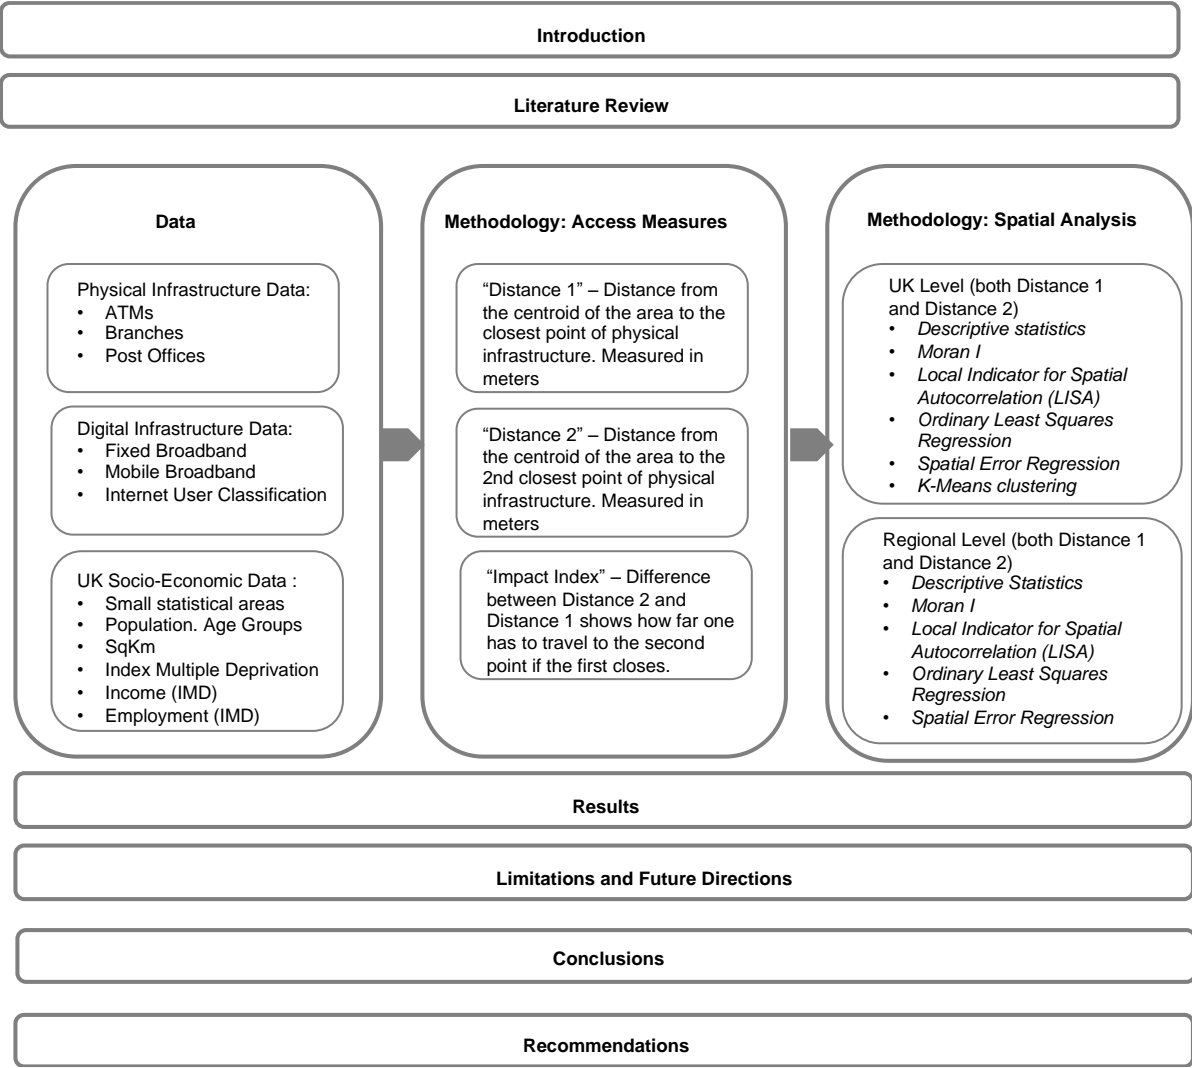 Introduction
Literature Review
Data
Physical Infrastructure Data:
• ATMs
• Branches
• Post Offices
Digital Infrastructure Data:
• Fixed Broadband
• Mobile Broadband
• Internet User Classification
UK Socio-Economic Data :
• Small statistical areas
• Population. Age Groups
• SqKm
• Index Multiple Deprivation
• Income (IMD)
• Employment (IMD)
Methodology: Access Measures
“Distance 1” – Distance from
the centroid of the area to the
closest point of physical
infrastructure. Measured in
meters
“Distance 2” – Distance from
the centroid of the area to the
2nd closest point of physical
infrastructure. Measured in
meters
“Impact Index” – Difference
between Distance 2 and
Distance 1 shows how far one
has to travel to the second
point if the first closes.
Methodology: Spatial Analysis
UK Level (both Distance 1
and Distance 2)
• Descriptive statistics
• Moran I
• Local Indicator for Spatial
Autocorrelation (LISA)
• Ordinary Least Squares
Regression
• Spatial Error Regression
• K-Means clustering
Regional Level (both Distance 1
and Distance 2)
• Descriptive Statistics
• Moran I
• Local Indicator for Spatial
Autocorrelation (LISA)
• Ordinary Least Squares
Regression
• Spatial Error Regression
Results
Limitations and Future Directions
Conclusions
Recommendations